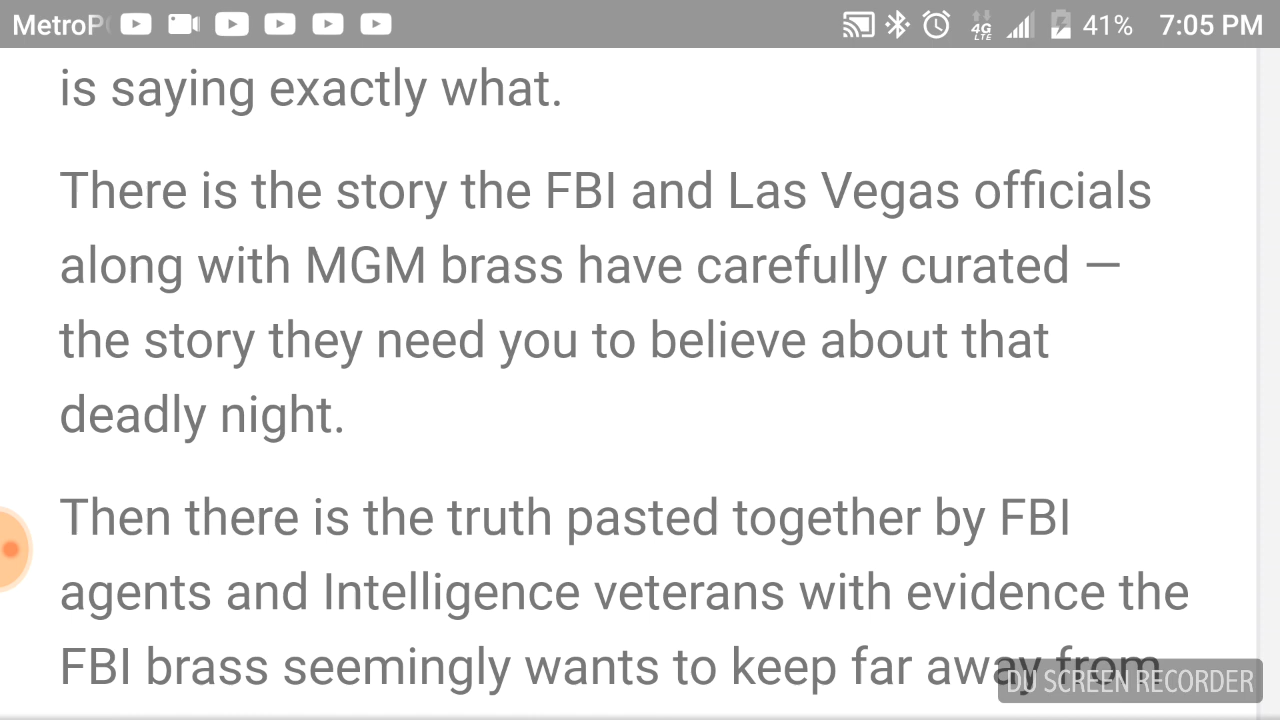 MetroP 41% 7:05 PM
4G
LTE
is saying exactly what.
There is the story the FBI and Las Vegas officials
along with MGM brass have carefully curated —
the story they need you to believe about that
deadly night.
Then there is the truth pasted together by FBI
agents and Intelligence veterans with evidence the
FBI brass seemingly wants to keep far away from
DU SCREEN RECORDER